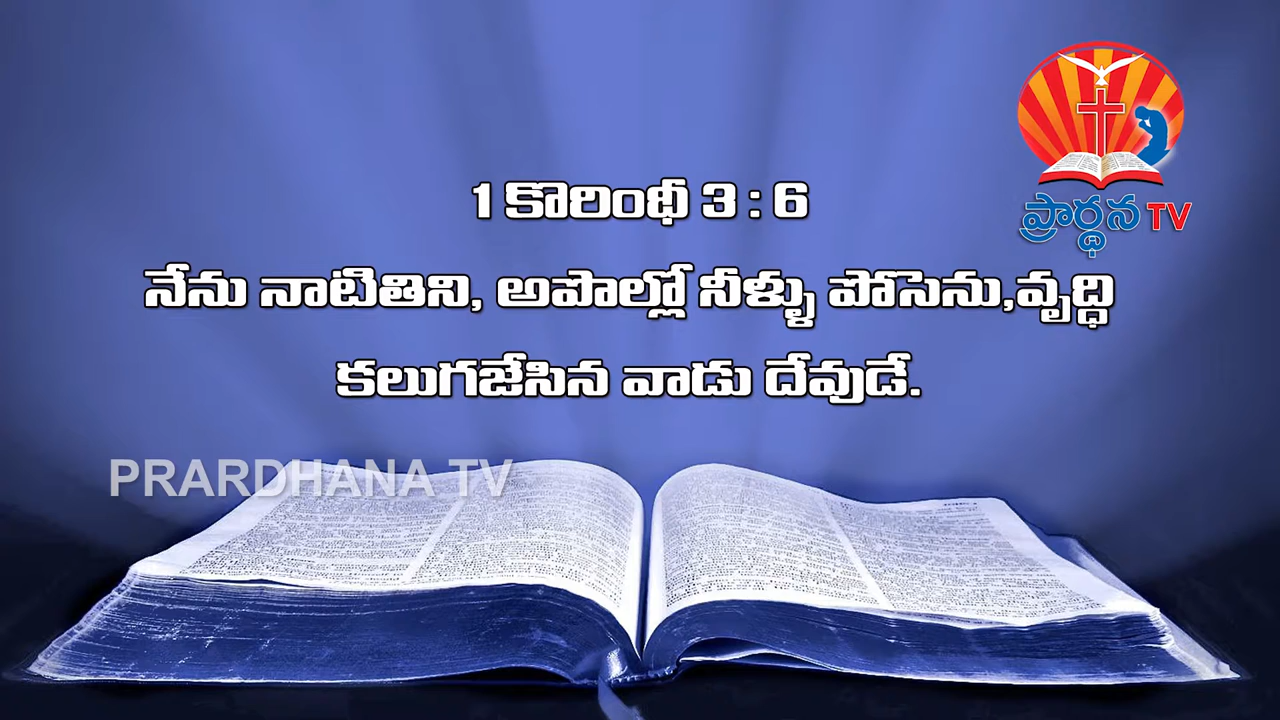 ప్రార్థన TV
1 కొరింథీ 3 : 6
నేను నాటితిని, అపొల్లో నీళ్ళు పోసెను,వృద్ధి
కలుగజేసిన వాడు దేవుడే.
PRARDHANA TV